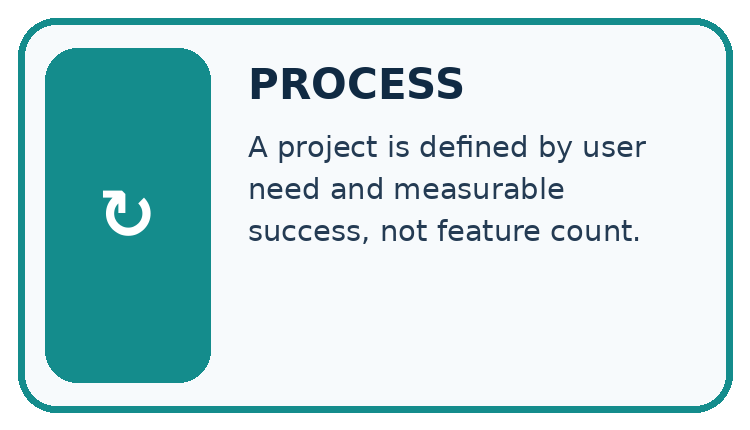 PROCESS
A project is defined by user
need and measurable
success, not feature count.